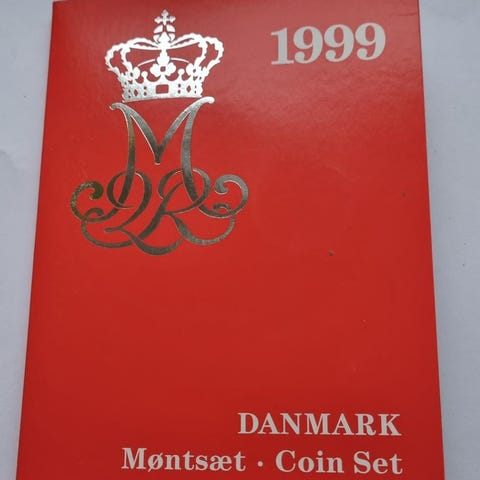 1999
DANMARK
Møntsæt · Coin Set